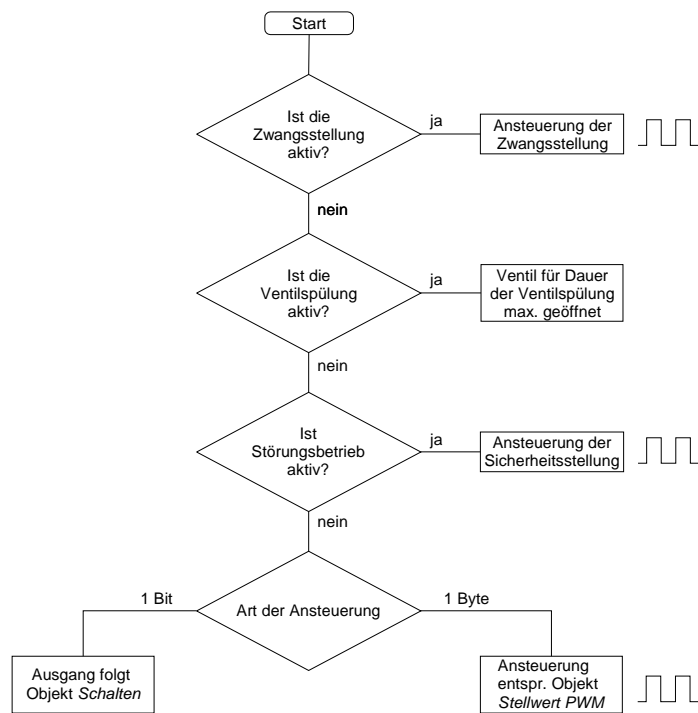 Start
Ist die
Zwangsstellung
aktiv?
ja
Ansteuerung der
Zwangsstellung
nein
Ist die
Ventilspülung
aktiv?
ja
Ventil für Dauer
der Ventilspülung
max. geöffnet
nein
Ist
Störungsbetrieb
aktiv?
ja
Ansteuerung der
Sicherheitsstellung
nein
1 Bit
Art der Ansteuerung
1 Byte
Ausgang folgt
Objekt Schalten
Ansteuerung
entspr. Objekt
Stellwert PWM